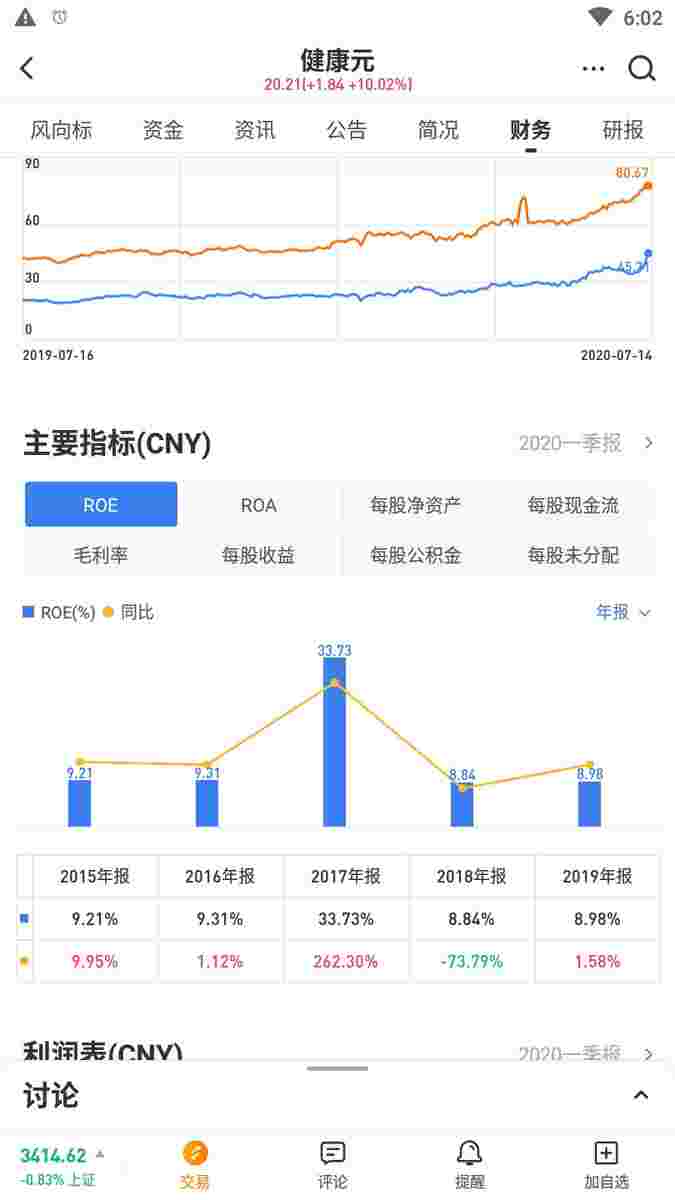 6:02
健康元
20.21(+1.84 +10.02%)
风向标 资金 资讯 公告 简况 财务 研报
90
80.67
60
45.21
30
0
2019-07-16 2020-07-14
主要指标(CNY) 2020一季报
ROE ROA 每股净资产 每股现金流
毛利率 每股收益 每股公积金 每股未分配
ROE(%) 同比 年报
33.73
9.21 9.31 8.84 8.98
2015年报 2016年报 2017年报 2018年报 2019年报
9.21% 9.31% 33.73% 8.84% 8.98%
9.95% 1.12% 262.30% -73.79% 1.58%
利润表(CNY) 2020一季报
讨论
3414.62
-0.83% 上证
交易 评论 提醒 加自选